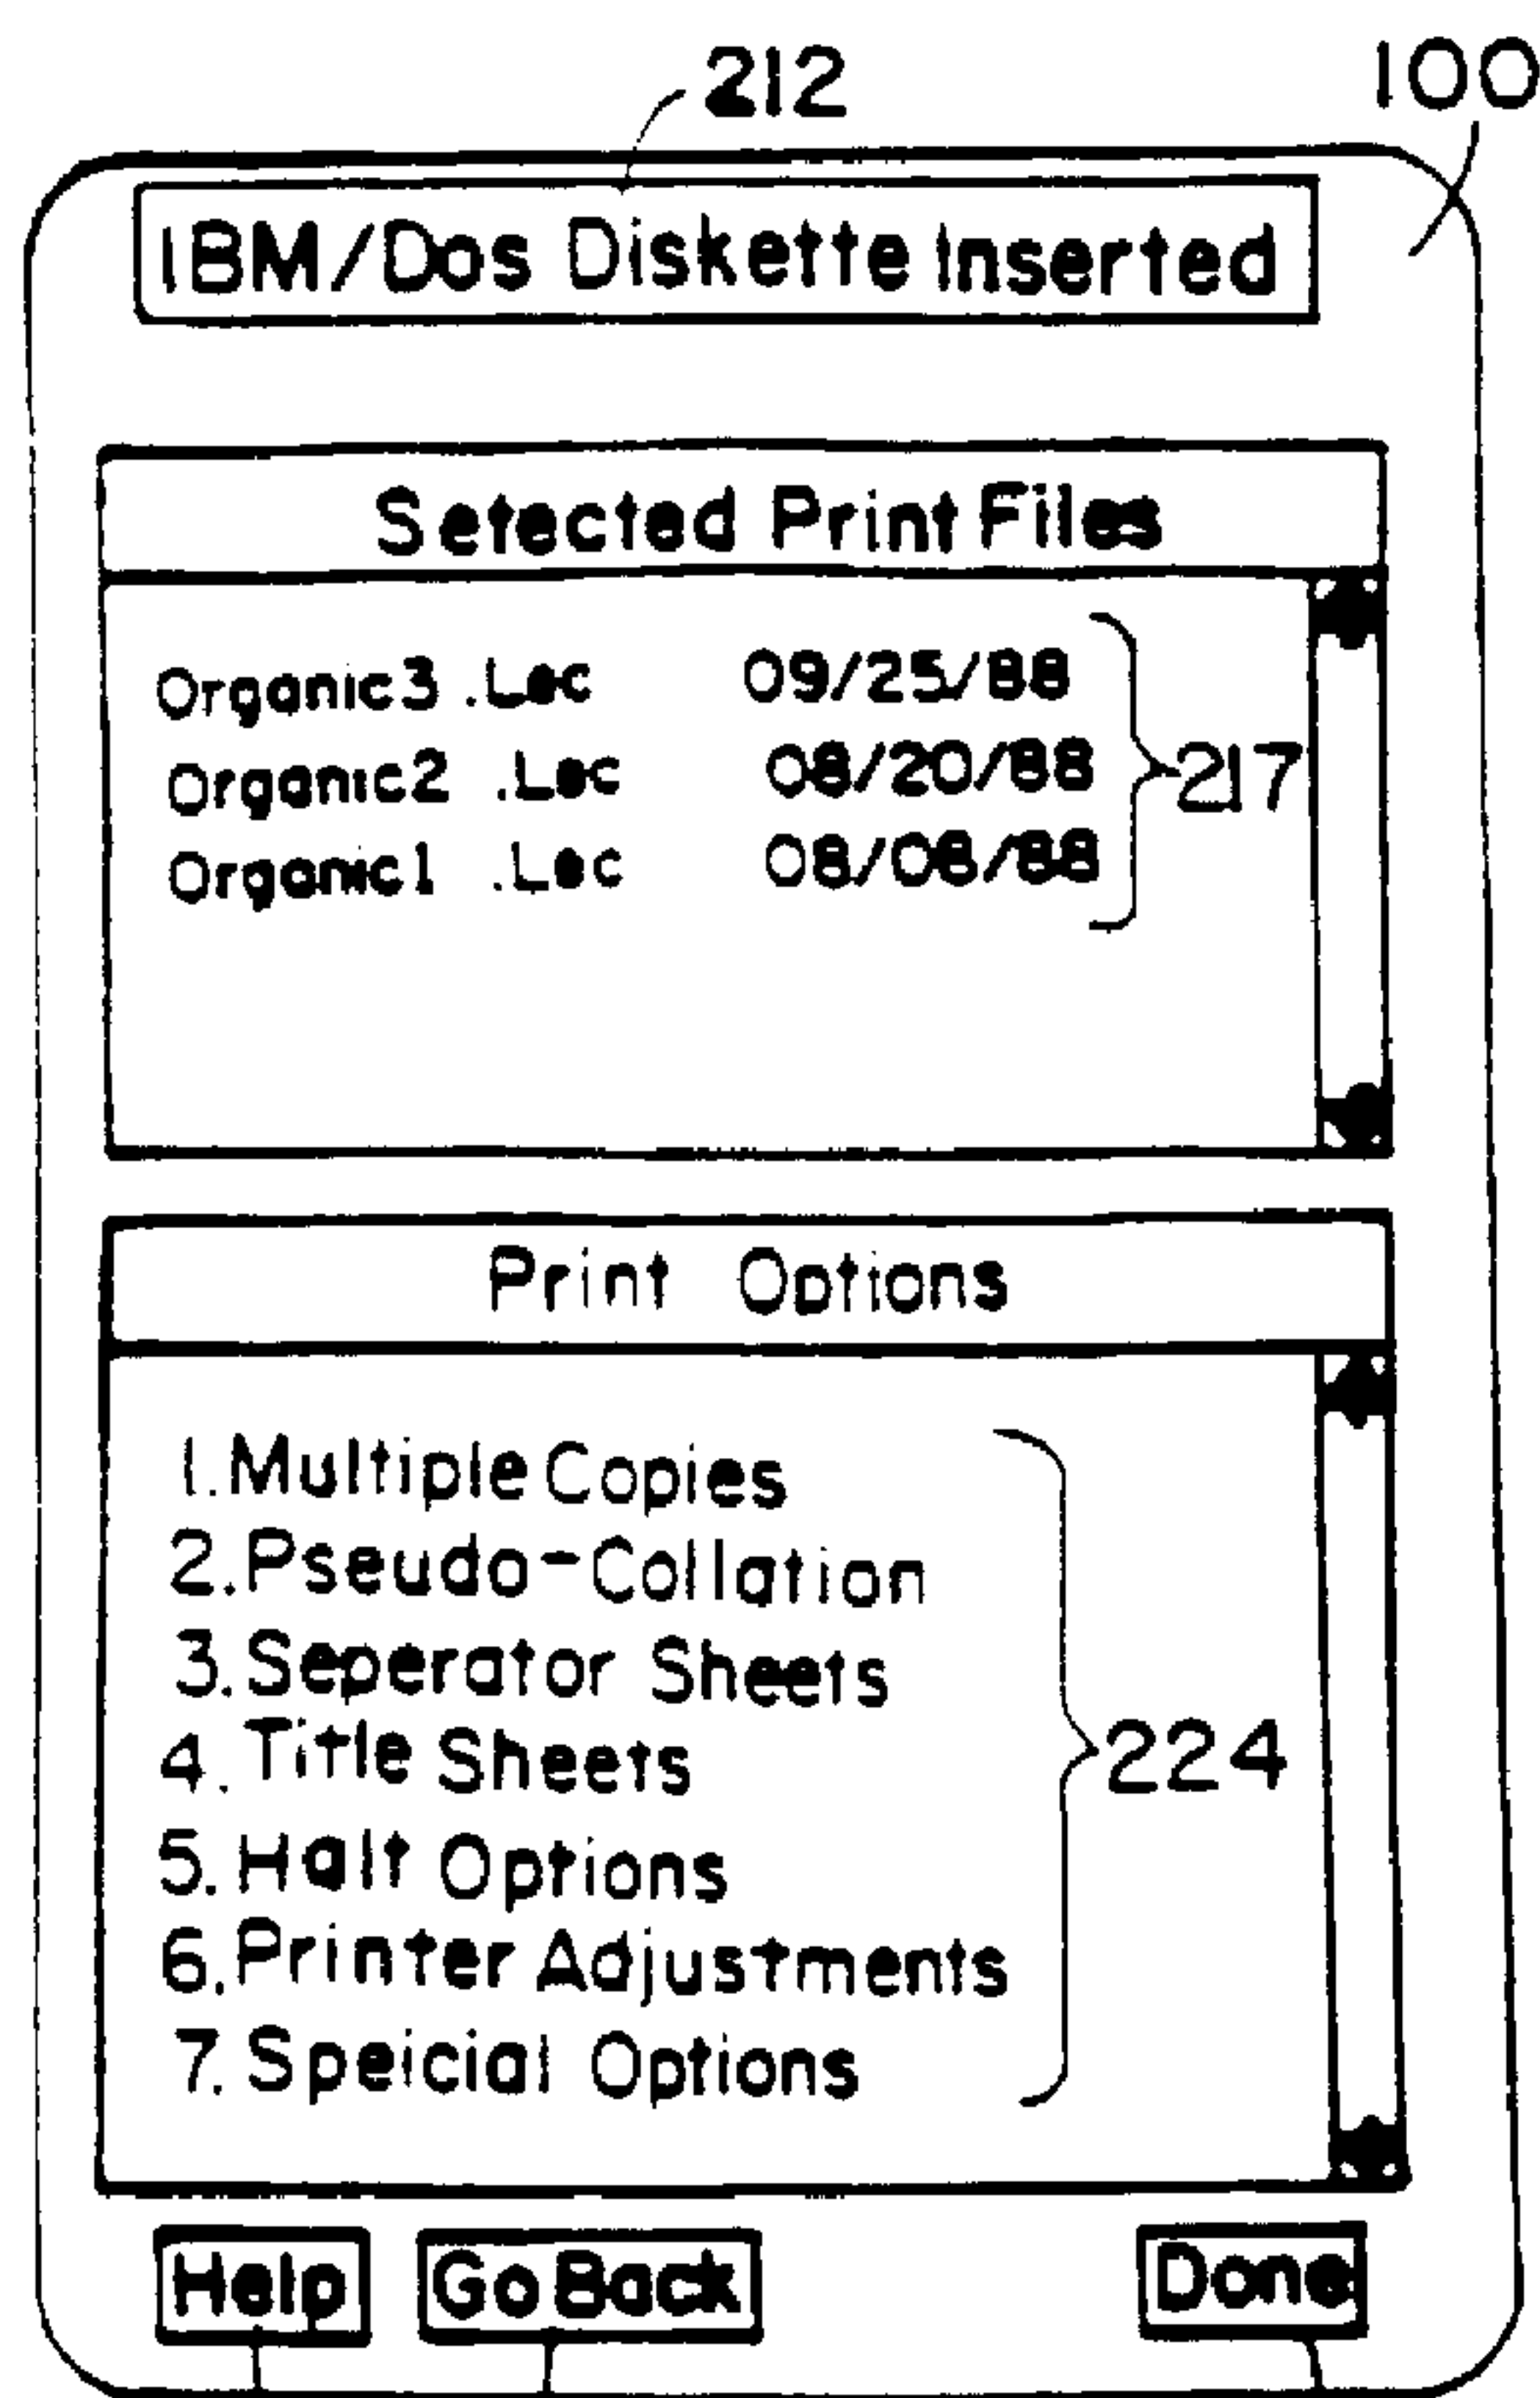 212 100
IBM/Dos Diskette Inserted
Setected Print Files
Organic3 .Lec 09/25/88
Organic2 .Lec 08/20/88
Organic1 .Lec 08/08/88
217
Print Options
1. Multiple Copies
2. Pseudo-Collation
3. Seperator Sheets
4. Title Sheets
5. Halt Options
6. Printer Adjustments
7. Speicial Options
224
Help Go Back Done